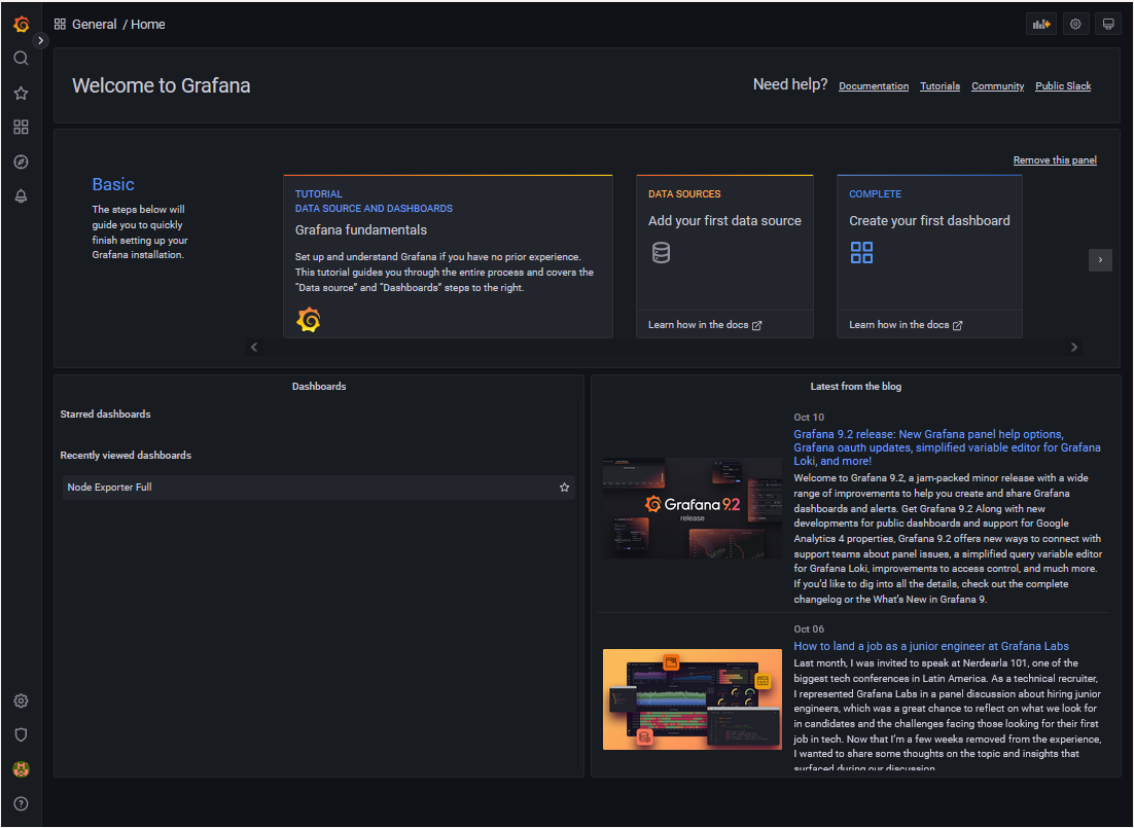 General / Home
Welcome to Grafana
Need help? Documentation Tutorials Community Public Slack
Remove this panel
Basic
The steps below will
guide you to quickly
finish setting up your
Grafana installation.
TUTORIAL
DATA SOURCE AND DASHBOARDS
Grafana fundamentals
Set up and understand Grafana if you have no prior experience.
This tutorial guides you through the entire process and covers the
“Data source” and “Dashboards” steps to the right.
DATA SOURCES
Add your first data source
Learn how in the docs
COMPLETE
Create your first dashboard
Learn how in the docs
Dashboards
Starred dashboards
Recently viewed dashboards
Node Exporter Full
Latest from the blog
Grafana 9.2
release
Oct 10
Grafana 9.2 release: New Grafana panel help options,
Grafana oauth updates, simplified variable editor for Grafana
Loki, and more!
Welcome to Grafana 9.2, a jam-packed minor release with a wide
range of improvements to help you create and share Grafana
dashboards and alerts. Get Grafana 9.2 Along with new
developments for public dashboards and support for Google
Analytics 4 properties, Grafana 9.2 offers new ways to connect with
support teams about panel issues, a simplified query variable editor
for Grafana Loki, improvements to access control, and much more.
If you’d like to dig into all the details, check out the complete
changelog or the What’s New in Grafana 9.
Oct 06
How to land a job as a junior engineer at Grafana Labs
Last month, I was invited to speak at Nerdearla 101, one of the
biggest tech conferences in Latin America. As a technical recruiter,
I represented Grafana Labs in a panel discussion about hiring junior
engineers, which was a great chance to reflect on what we look for
in candidates and the challenges facing those looking for their first
job in tech. Now that I’m a few weeks removed from the experience,
I wanted to share some thoughts on the topic and insights that
surfaced during our discussion